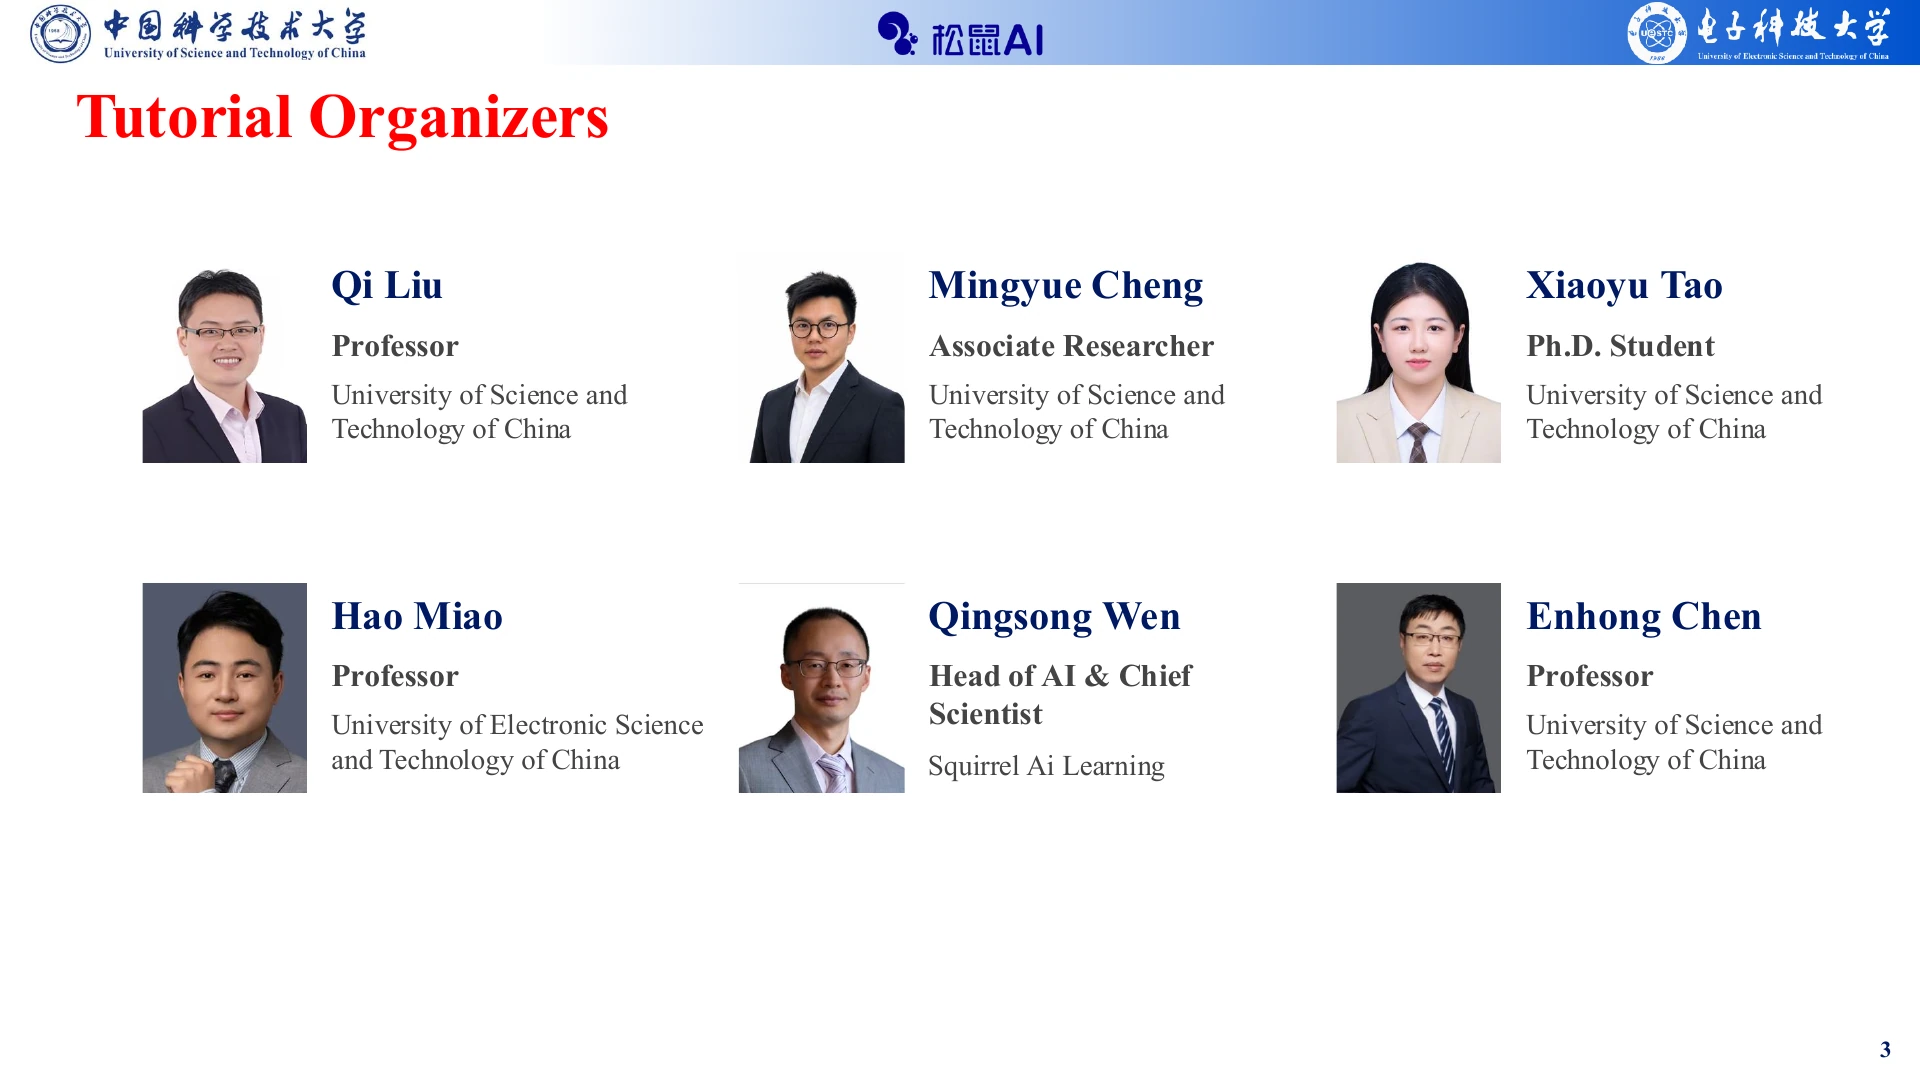 中国科学技术大学
University of Science and Technology of China
松鼠AI
电子科技大学
University of Electronic Science and Technology of China
1986
Tutorial Organizers
Qi Liu
Professor
University of Science and
Technology of China
Mingyue Cheng
Associate Researcher
University of Science and
Technology of China
Xiaoyu Tao
Ph.D. Student
University of Science and
Technology of China
Hao Miao
Professor
University of Electronic Science
and Technology of China
Qingsong Wen
Head of AI & Chief
Scientist
Squirrel Ai Learning
Enhong Chen
Professor
University of Science and
Technology of China
3